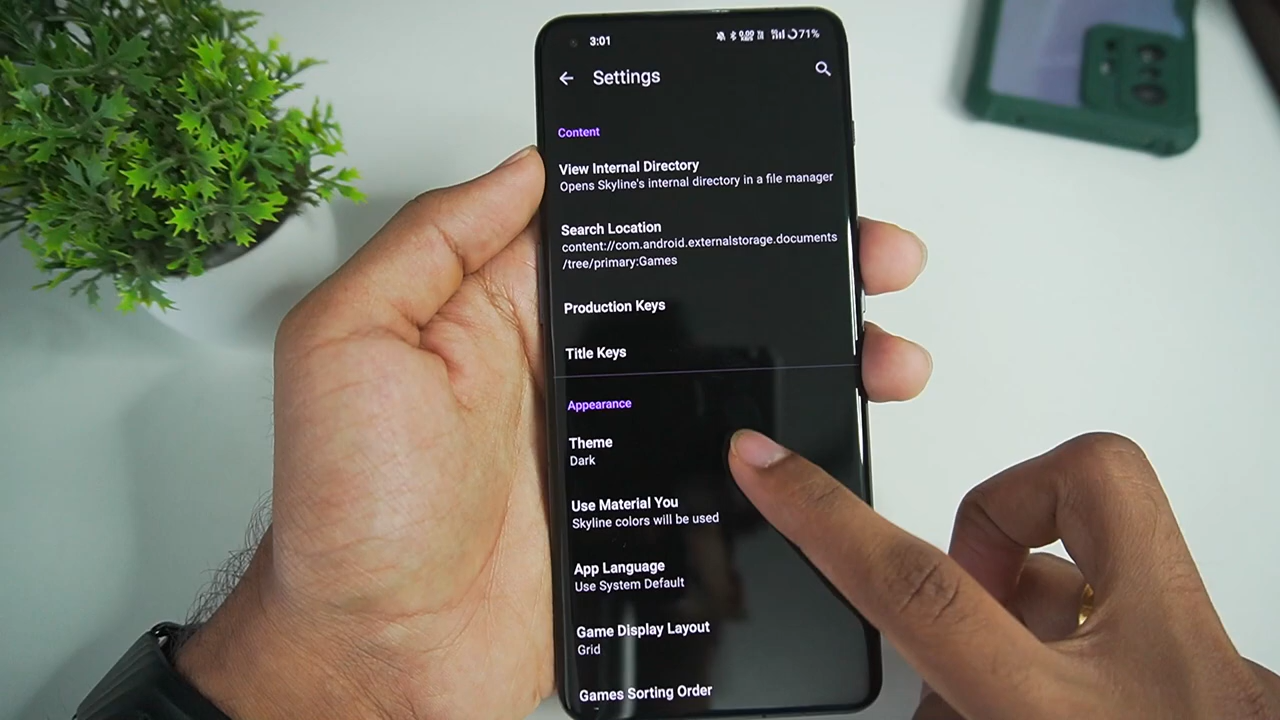 3:01
71%
Settings
Content
View Internal Directory
Opens Skyline's internal directory in a file manager
Search Location
content://com.android.externalstorage.documents
/tree/primary:Games
Production Keys
Title Keys
Appearance
Theme
Dark
Use Material You
Skyline colors will be used
App Language
Use System Default
Game Display Layout
Grid
Games Sorting Order